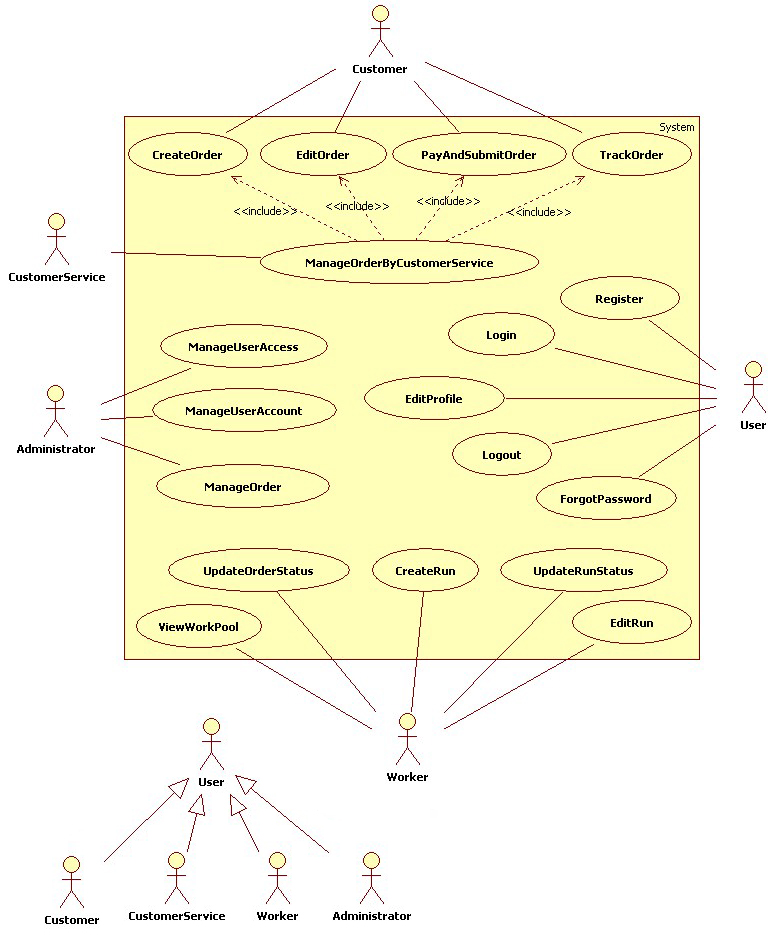 Customer
System
CreateOrder
EditOrder
PayAndSubmitOrder
TrackOrder
<<include>>
<<include>>
<<include>>
<<include>>
CustomerService
ManageOrderByCustomerService
Register
Login
ManageUserAccess
EditProfile
User
ManageUserAccount
Administrator
Logout
ManageOrder
ForgotPassword
UpdateOrderStatus
CreateRun
UpdateRunStatus
ViewWorkPool
EditRun
Worker
User
Customer
CustomerService
Worker
Administrator